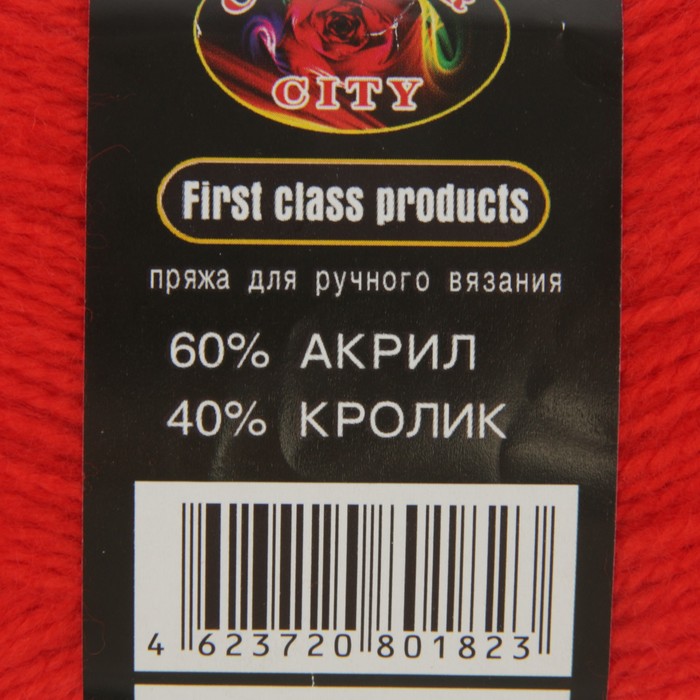 CITY
First class products
пряжа для ручного вязания
60% АКРИЛ
40% КРОЛИК
4 623720 801823